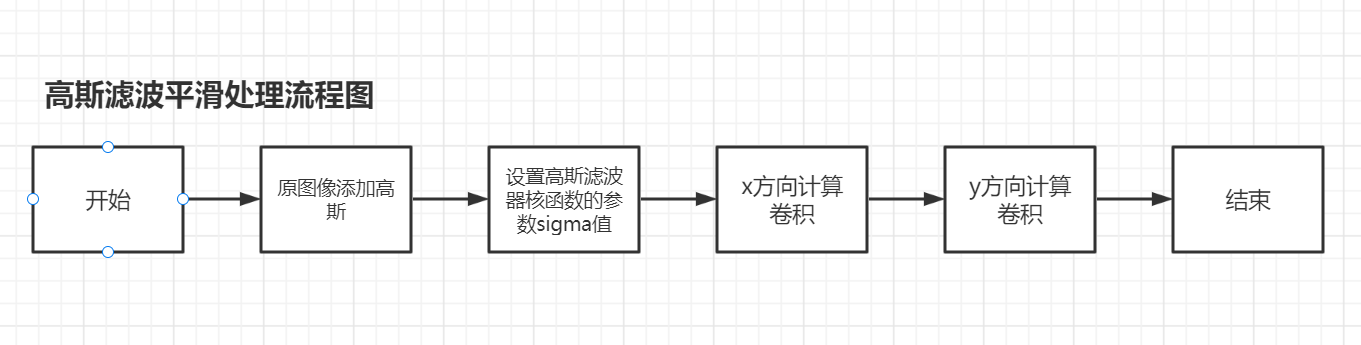 高斯滤波平滑处理流程图
开始
原图像添加高
斯
设置高斯滤波
器核函数的参
数sigma值
x方向计算
卷积
y方向计算
卷积
结束